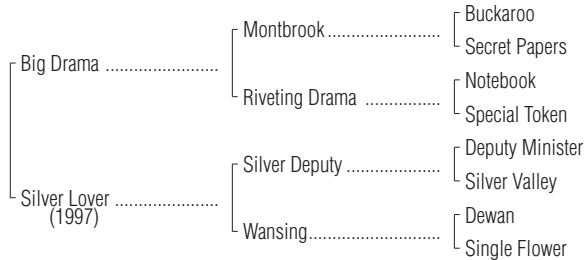 Buckaroo
Montbrook
Secret Papers
Big Drama
Notebook
Riveting Drama
Special Token
Deputy Minister
Silver Deputy
Silver Valley
Silver Lover
(1997)
Dewan
Wansing
Single Flower